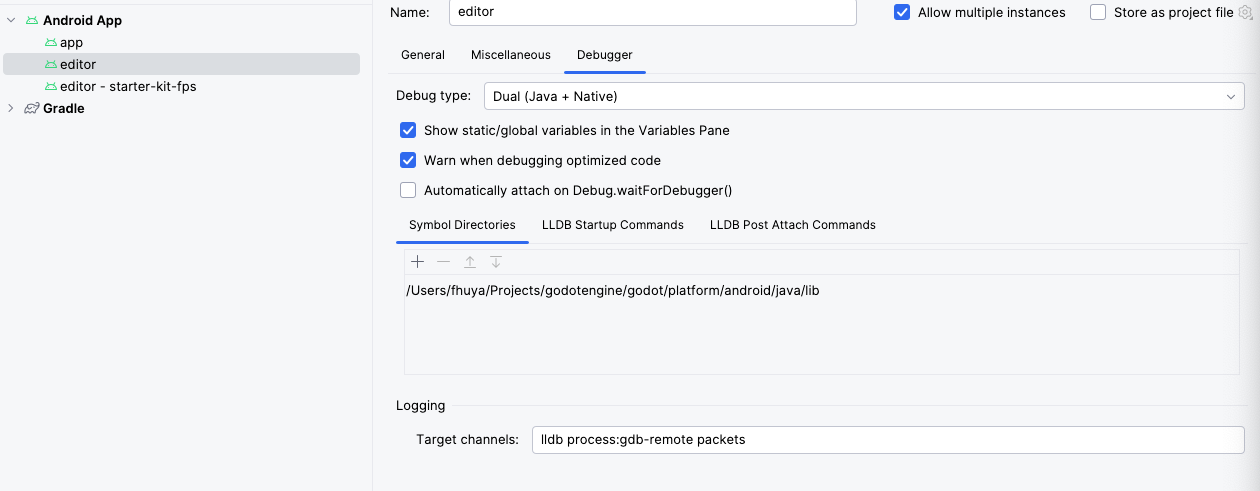 Android App
app
editor
editor - starter-kit-fps
Gradle
Name: editor
Allow multiple instances
Store as project file
General Miscellaneous Debugger
Debug type: Dual (Java + Native)
Show static/global variables in the Variables Pane
Warn when debugging optimized code
Automatically attach on Debug.waitForDebugger()
Symbol Directories LLDB Startup Commands LLDB Post Attach Commands
/Users/fhuya/Projects/godotengine/godot/platform/android/java/lib
Logging
Target channels: lldb process:gdb-remote packets